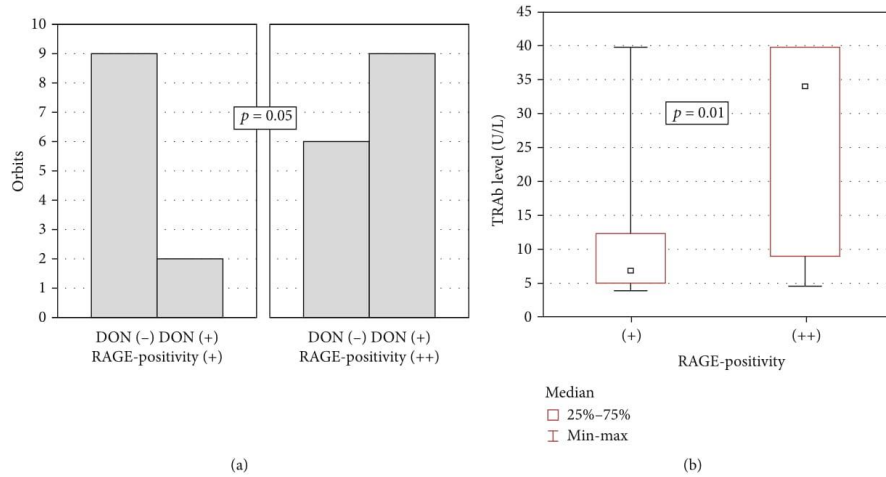 10
9
8
7
6
5
4
3
2
1
0
Orbits
p = 0.05
DON (–) DON (+)
RAGE-positivity (+)
DON (–) DON (+)
RAGE-positivity (++)
(a)
45
40
35
30
25
20
15
10
5
0
TRAb level (U/L)
p = 0.01
(+)
(++)
RAGE-positivity
Median
25%–75%
Min-max
(b)